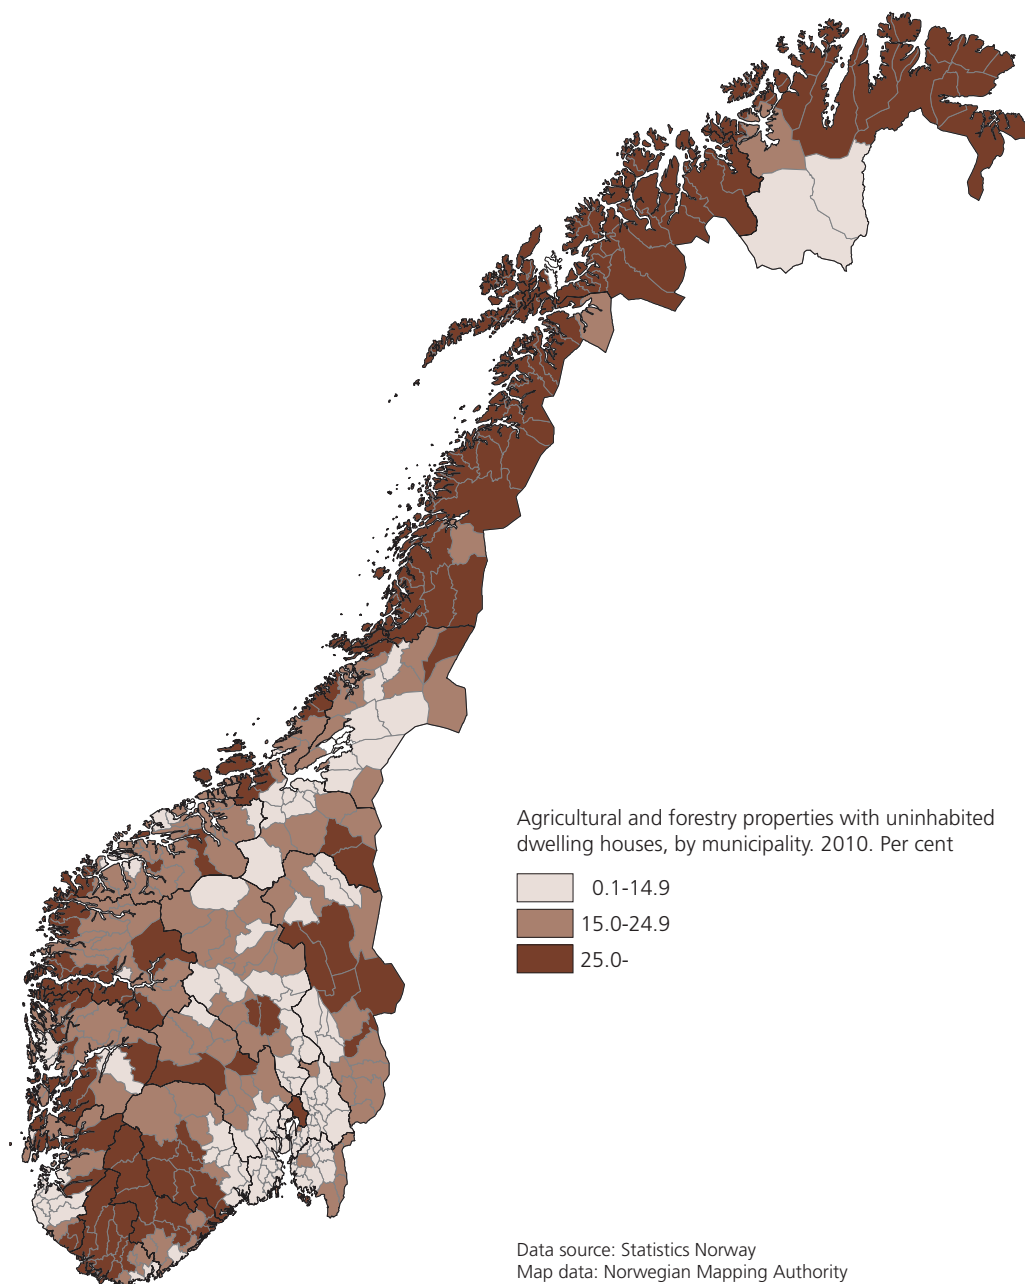 Agricultural and forestry properties with uninhabited
dwelling houses, by municipality. 2010. Per cent
0.1-14.9
15.0-24.9
25.0-
Data source: Statistics Norway
Map data: Norwegian Mapping Authority